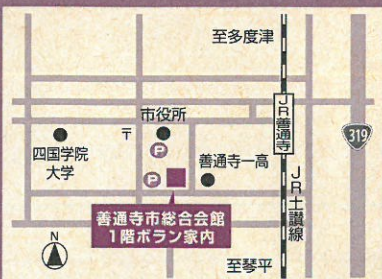 至多度津
市役所
〒
P
四国学院
大学
P
善通寺一高
JR善通寺
JR土讃線
319
善通寺市総合会館
1階ボラン家内
N
至琴平